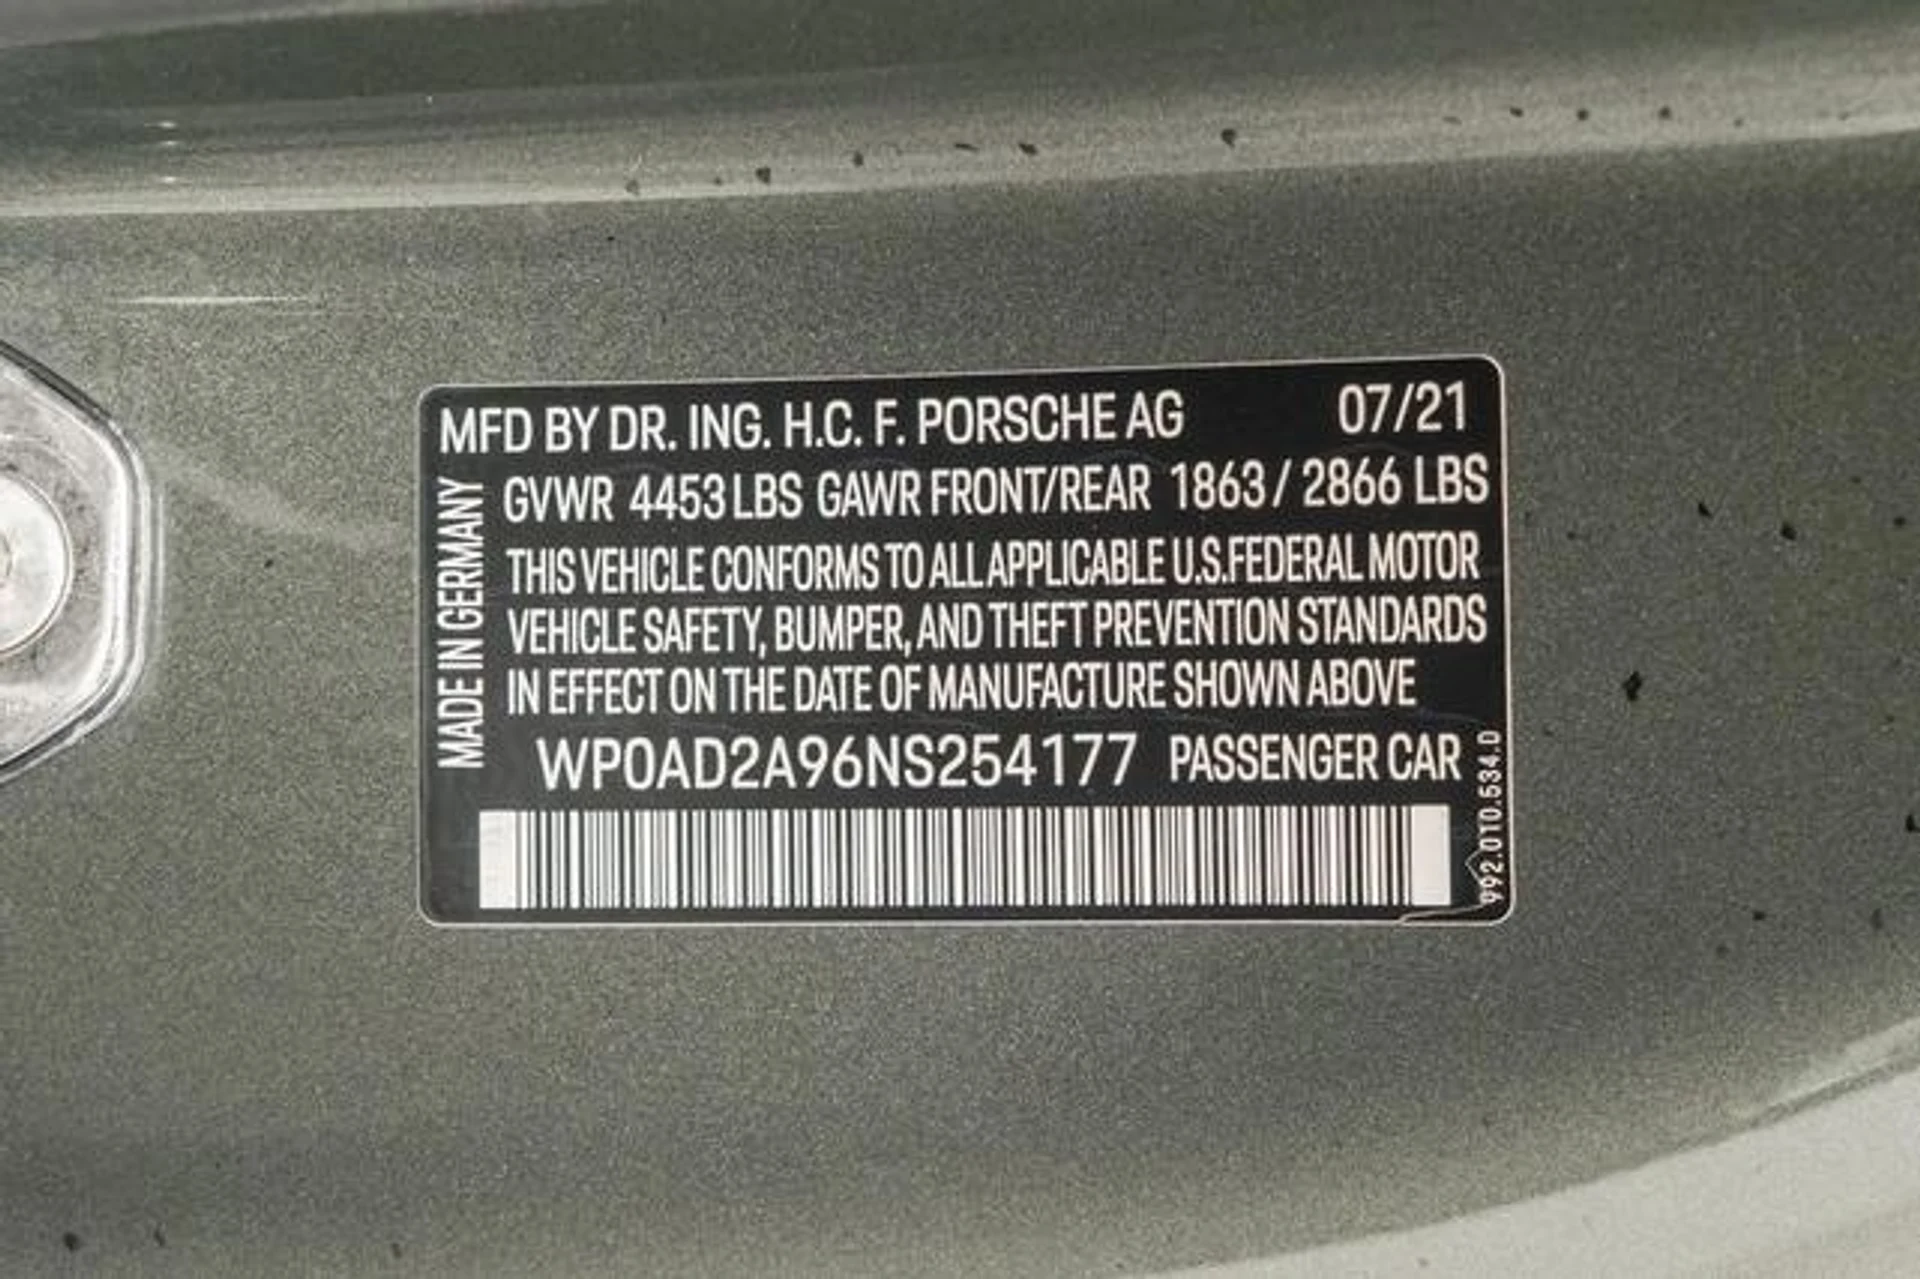 MFD BY DR. ING. H.C. F. PORSCHE AG 07/21
GVWR 4453 LBS GAWR FRONT/REAR 1863 / 2866 LBS
THIS VEHICLE CONFORMS TO ALL APPLICABLE U.S.FEDERAL MOTOR
VEHICLE SAFETY, BUMPER, AND THEFT PREVENTION STANDARDS
IN EFFECT ON THE DATE OF MANUFACTURE SHOWN ABOVE
WP0AD2A96NS254177 PASSENGER CAR
MADE IN GERMANY
992.010.534.D